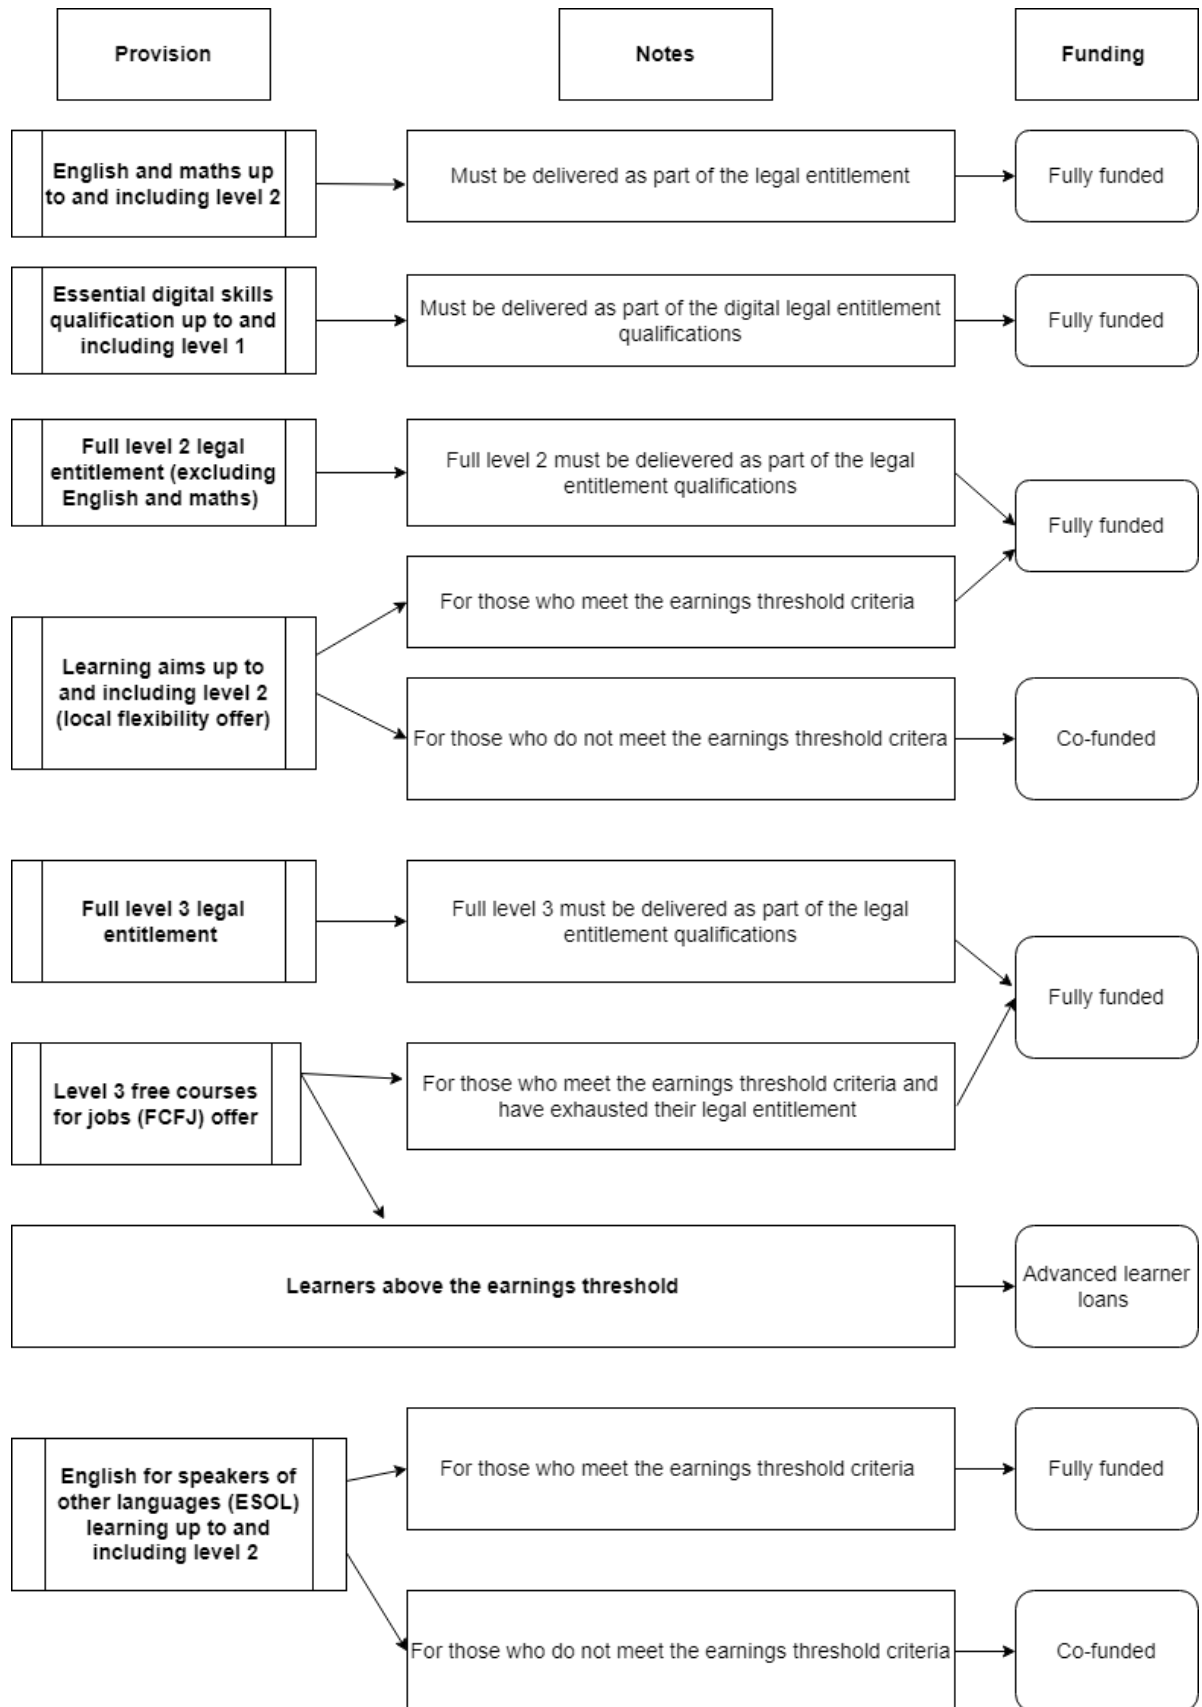 Provision
Notes
Funding
English and maths up
to and including level 2
Must be delivered as part of the legal entitlement
Fully funded
Essential digital skills
qualification up to and
including level 1
Must be delivered as part of the digital legal entitlement
qualifications
Fully funded
Full level 2 legal
entitlement (excluding
English and maths)
Full level 2 must be delievered as part of the legal
entitlement qualifications
Fully funded
For those who meet the earnings threshold criteria
Learning aims up to
and including level 2
(local flexibility offer)
For those who do not meet the earnings threshold critera
Co-funded
Full level 3 legal
entitlement
Full level 3 must be delivered as part of the legal
entitlement qualifications
Fully funded
Level 3 free courses
for jobs (FCFJ) offer
For those who meet the earnings threshold criteria and
have exhausted their legal entitlement
Learners above the earnings threshold
Advanced learner
loans
English for speakers of
other languages (ESOL)
learning up to and
including level 2
For those who meet the earnings threshold criteria
Fully funded
For those who do not meet the earnings threshold criteria
Co-funded